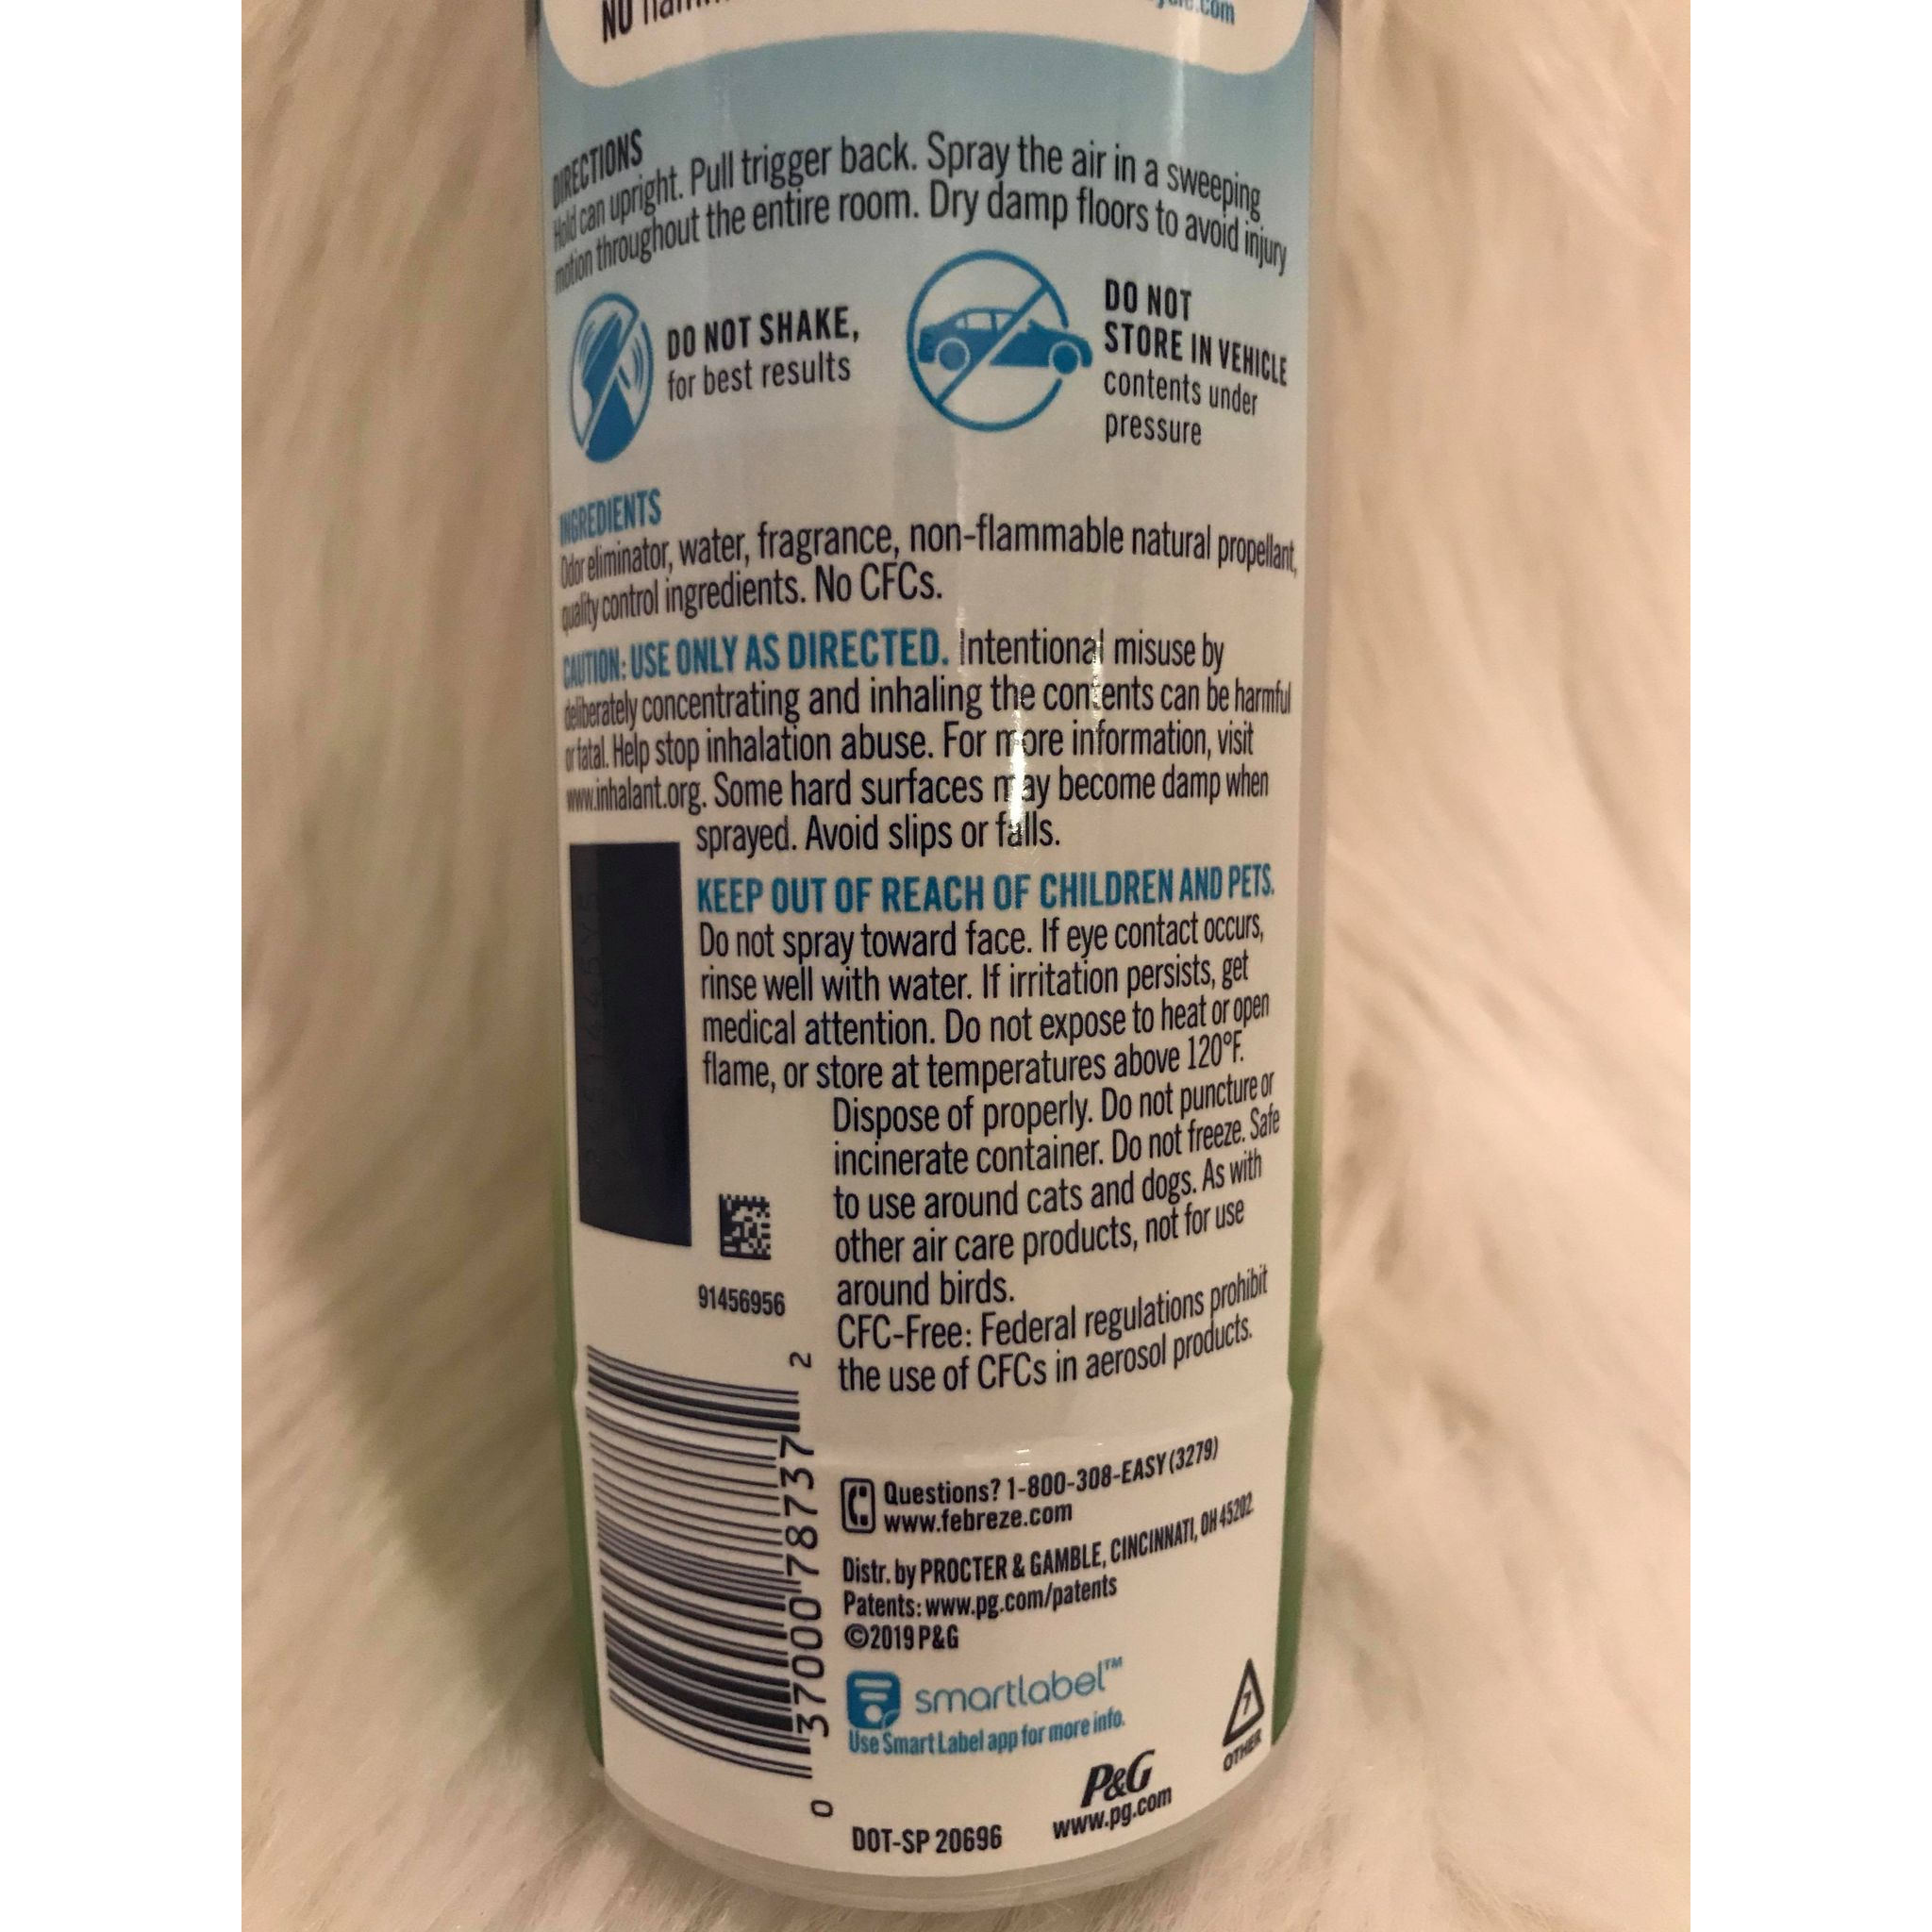 NO
DIRECTIONS
Hold can upright. Pull trigger back. Spray the air in a sweeping
motion throughout the entire room. Dry damp floors to avoid injury
DO NOT SHAKE,
for best results
DO NOT
STORE IN VEHICLE
contents under
pressure
INGREDIENTS
Odor eliminator, water, fragrance, non-flammable natural propellant,
quality control ingredients. No CFCs.
CAUTION: USE ONLY AS DIRECTED. Intentional misuse by
deliberately concentrating and inhaling the contents can be harmful
or fatal. Help stop inhalation abuse. For more information, visit
www.inhalant.org. Some hard surfaces may become damp when
sprayed. Avoid slips or falls.
KEEP OUT OF REACH OF CHILDREN AND PETS.
Do not spray toward face. If eye contact occurs,
rinse well with water. If irritation persists, get
medical attention. Do not expose to heat or open
flame, or store at temperatures above 120°F.
Dispose of properly. Do not puncture or
incinerate container. Do not freeze. Safe
to use around cats and dogs. As with
other air care products, not for use
around birds.
CFC-Free: Federal regulations prohibit
the use of CFCs in aerosol products.
91456956
0 37000 78737 2
Questions? 1-800-308-EASY (3279)
www.febreze.com
Distr. by PROCTER & GAMBLE, CINCINNATI, OH 45202
Patents: www.pg.com/patents
©2019 P&G
smartlabel™
Use Smart Label app for more info.
7
OTHER
P&G
www.pg.com
DOT-SP 20696